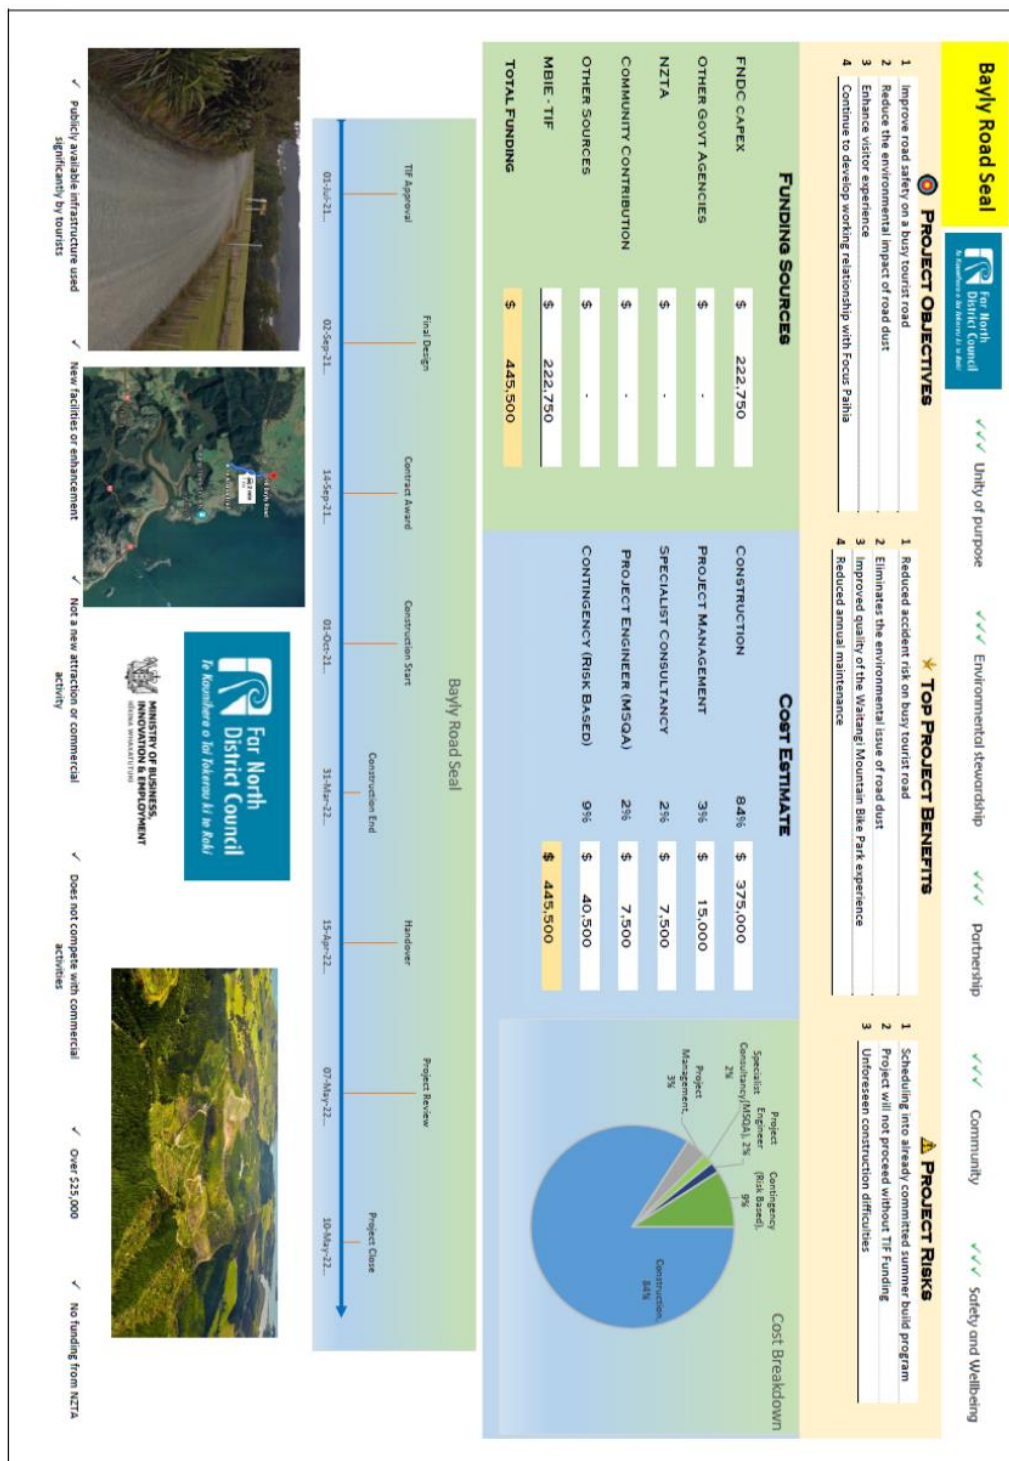 Bayly Road Seal
Far North
District Council
Te Kaunihera o Tai Tokerau ki te Raki
✓✓✓ Unity of purpose
✓✓✓ Environmental stewardship
✓✓✓ Partnership
✓✓✓ Community
✓✓✓ Safety and Wellbeing
PROJECT OBJECTIVES
1 Improve road safety on a busy tourist road
2 Reduce the environmental impact of road dust
3 Enhance visitor experience
4 Continue to develop working relationship with Focus Paihia
TOP PROJECT BENEFITS
1 Reduced accident risk on busy tourist road
2 Eliminates the environmental issue of road dust
3 Improved quality of the Waitangi Mountain Bike Park experience
4 Reduced annual maintenance
PROJECT RISKS
1 Scheduling into already committed summer build program
2 Project will not proceed without TIF Funding
3 Unforeseen construction difficulties
FUNDING SOURCES
FNDC CAPEX $ 222,750
OTHER GOVT AGENCIES $ -
NZTA $ -
COMMUNITY CONTRIBUTION $ -
OTHER SOURCES $ -
MBIE - TIF $ 222,750
TOTAL FUNDING $ 445,500
COST ESTIMATE
CONSTRUCTION 84% $ 375,000
PROJECT MANAGEMENT 3% $ 15,000
SPECIALIST CONSULTANCY 2% $ 7,500
PROJECT ENGINEER (MSQA) 2% $ 7,500
CONTINGENCY (RISK BASED) 9% $ 40,500
$ 445,500
Cost Breakdown
Project
Management,
3%
Specialist
Consultancy,
2%
Project
Engineer
(MSQA), 2%
Contingency
(Risk Based),
9%
Construction,
84%
Bayly Road Seal
TIF Approval
01-Jul-21...
Final Design
02-Sep-21...
Contract Award
14-Sep-21...
Construction Start
01-Oct-21...
Construction End
31-Mar-22...
Handover
15-Apr-22...
Project Review
07-May-22...
Project Close
10-May-22...
Far North
District Council
Te Kaunihera o Tai Tokerau ki te Raki
MINISTRY OF BUSINESS,
INNOVATION & EMPLOYMENT
HĪKINA WHAKATUTUKI
✓ Publicly available infrastructure used
significantly by tourists
✓ New facilities or enhancement
✓ Not a new attraction or commercial
activity
✓ Does not compete with commercial
activities
✓ Over $25,000
✓ No funding from NZTA